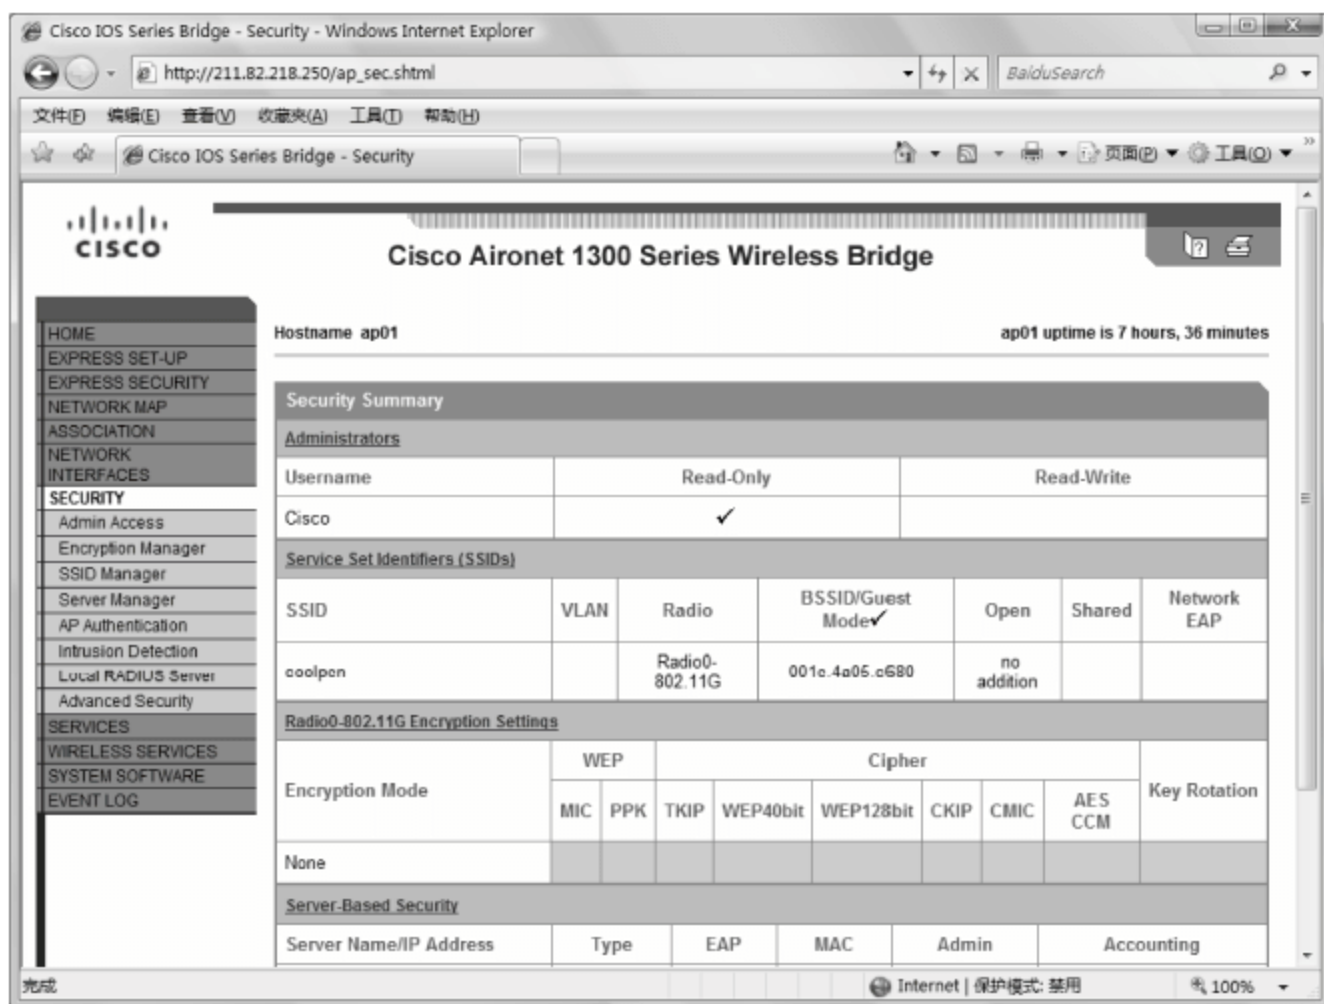 Cisco IOS Series Bridge - Security - Windows Internet Explorer
http://211.82.218.250/ap_sec.shtml
BaiduSearch
文件(F) 编辑(E) 查看(V) 收藏夹(A) 工具(T) 帮助(H)
Cisco IOS Series Bridge - Security
页面(P) 工具(O)
CISCO
Cisco Aironet 1300 Series Wireless Bridge
HOME
EXPRESS SET-UP
EXPRESS SECURITY
NETWORK MAP
ASSOCIATION
NETWORK
INTERFACES
SECURITY
Admin Access
Encryption Manager
SSID Manager
Server Manager
AP Authentication
Intrusion Detection
Local RADIUS Server
Advanced Security
SERVICES
WIRELESS SERVICES
SYSTEM SOFTWARE
EVENT LOG
Hostname ap01
ap01 uptime is 7 hours, 36 minutes
Security Summary
Administrators
Username Read-Only Read-Write
Cisco ✓
Service Set Identifiers (SSIDs)
SSID VLAN Radio BSSID/Guest Mode✓ Open Shared Network EAP
coolpen Radio0-802.11G 001c.4a05.c680 no addition
Radio0-802.11G Encryption Settings
Encryption Mode WEP Cipher Key Rotation
MIC PPK TKIP WEP40bit WEP128bit CKIP CMIC AES CCM
None
Server-Based Security
Server Name/IP Address Type EAP MAC Admin Accounting
完成
Internet | 保护模式: 禁用
100%